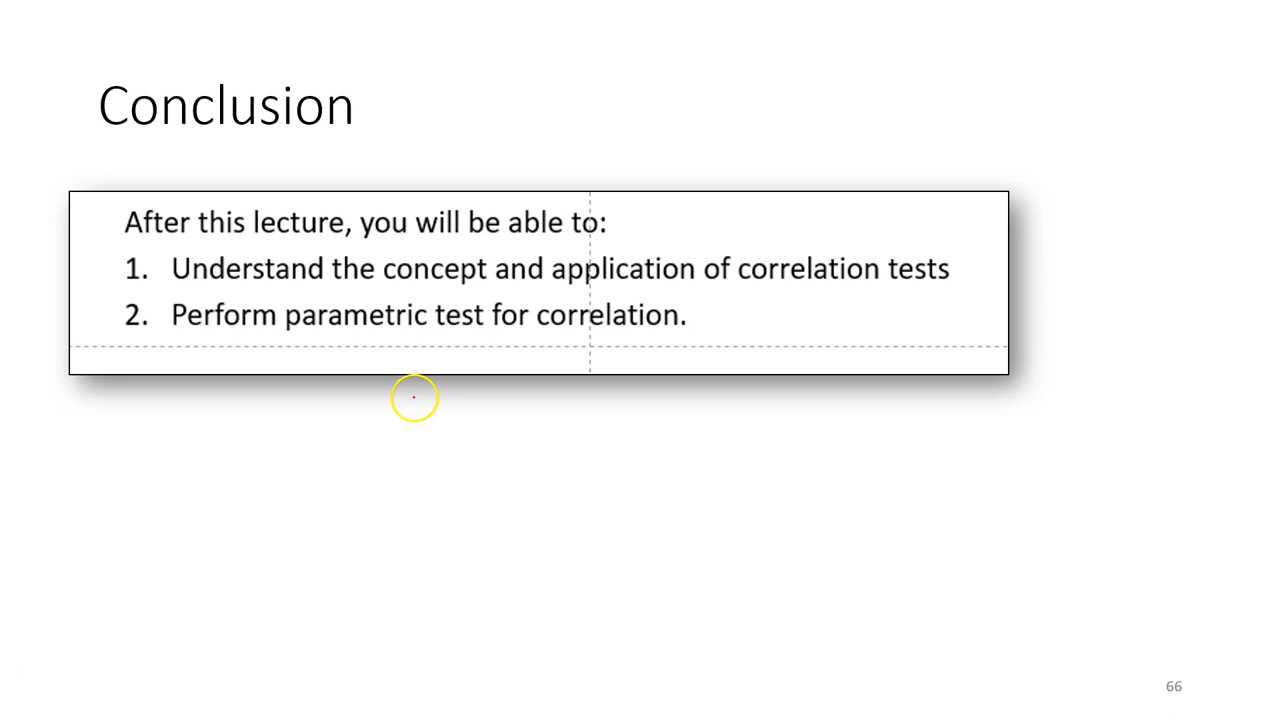 Conclusion
After this lecture, you will be able to:
1. Understand the concept and application of correlation tests
2. Perform parametric test for correlation.
66